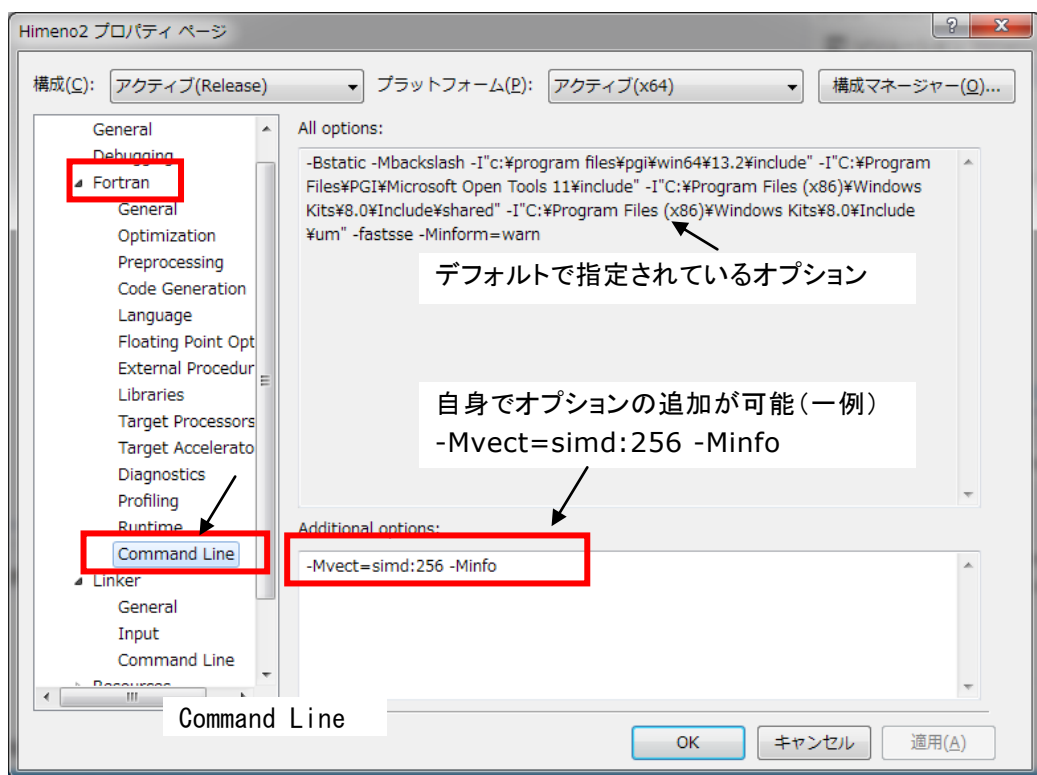 Himeno2 プロパティ ページ
構成(C): アクティブ(Release) プラットフォーム(P): アクティブ(x64) 構成マネージャー(O)...
General
Debugging
Fortran
General
Optimization
Preprocessing
Code Generation
Language
Floating Point Opt
External Procedur
Libraries
Target Processors
Target Accelerato
Diagnostics
Profiling
Runtime
Command Line
Linker
General
Input
Command Line
Resources
Command Line
All options:
-Bstatic -Mbackslash -I"c:¥program files¥pgi¥win64¥13.2¥include" -I"C:¥Program
Files¥PGI¥Microsoft Open Tools 11¥include" -I"C:¥Program Files (x86)¥Windows
Kits¥8.0¥Include¥shared" -I"C:¥Program Files (x86)¥Windows Kits¥8.0¥Include
¥um" -fastsse -Minform=warn
デフォルトで指定されているオプション
自身でオプションの追加が可能(一例)
-Mvect=simd:256 -Minfo
Additional options:
-Mvect=simd:256 -Minfo
OK キャンセル 適用(A)